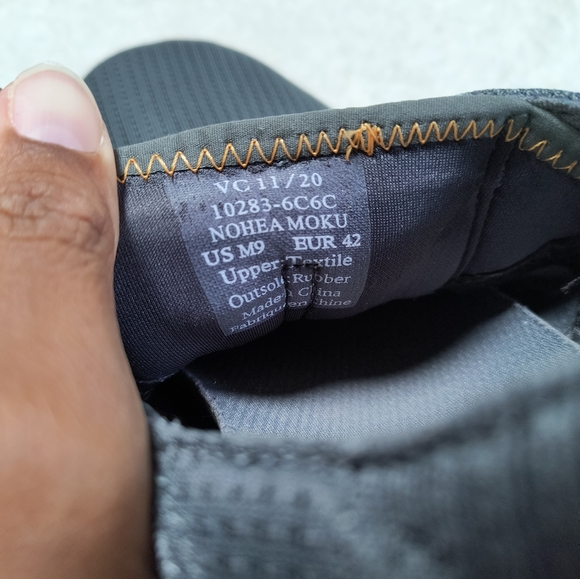 VC 11/20
10283-6C6C
NOHEA MOKU
US M9 EUR 42
Upper: Textile
Outsole: Rubber
Made in China
Fabriqué en Chine